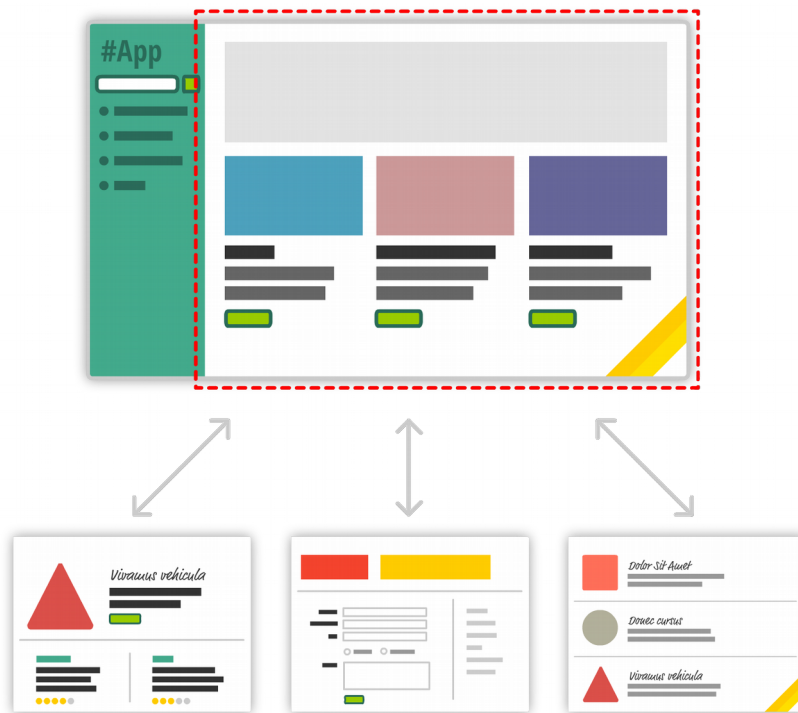 #App
Vivamus vehicula
Dolor Sit Amet
Donec cursus
Vivamus vehicula